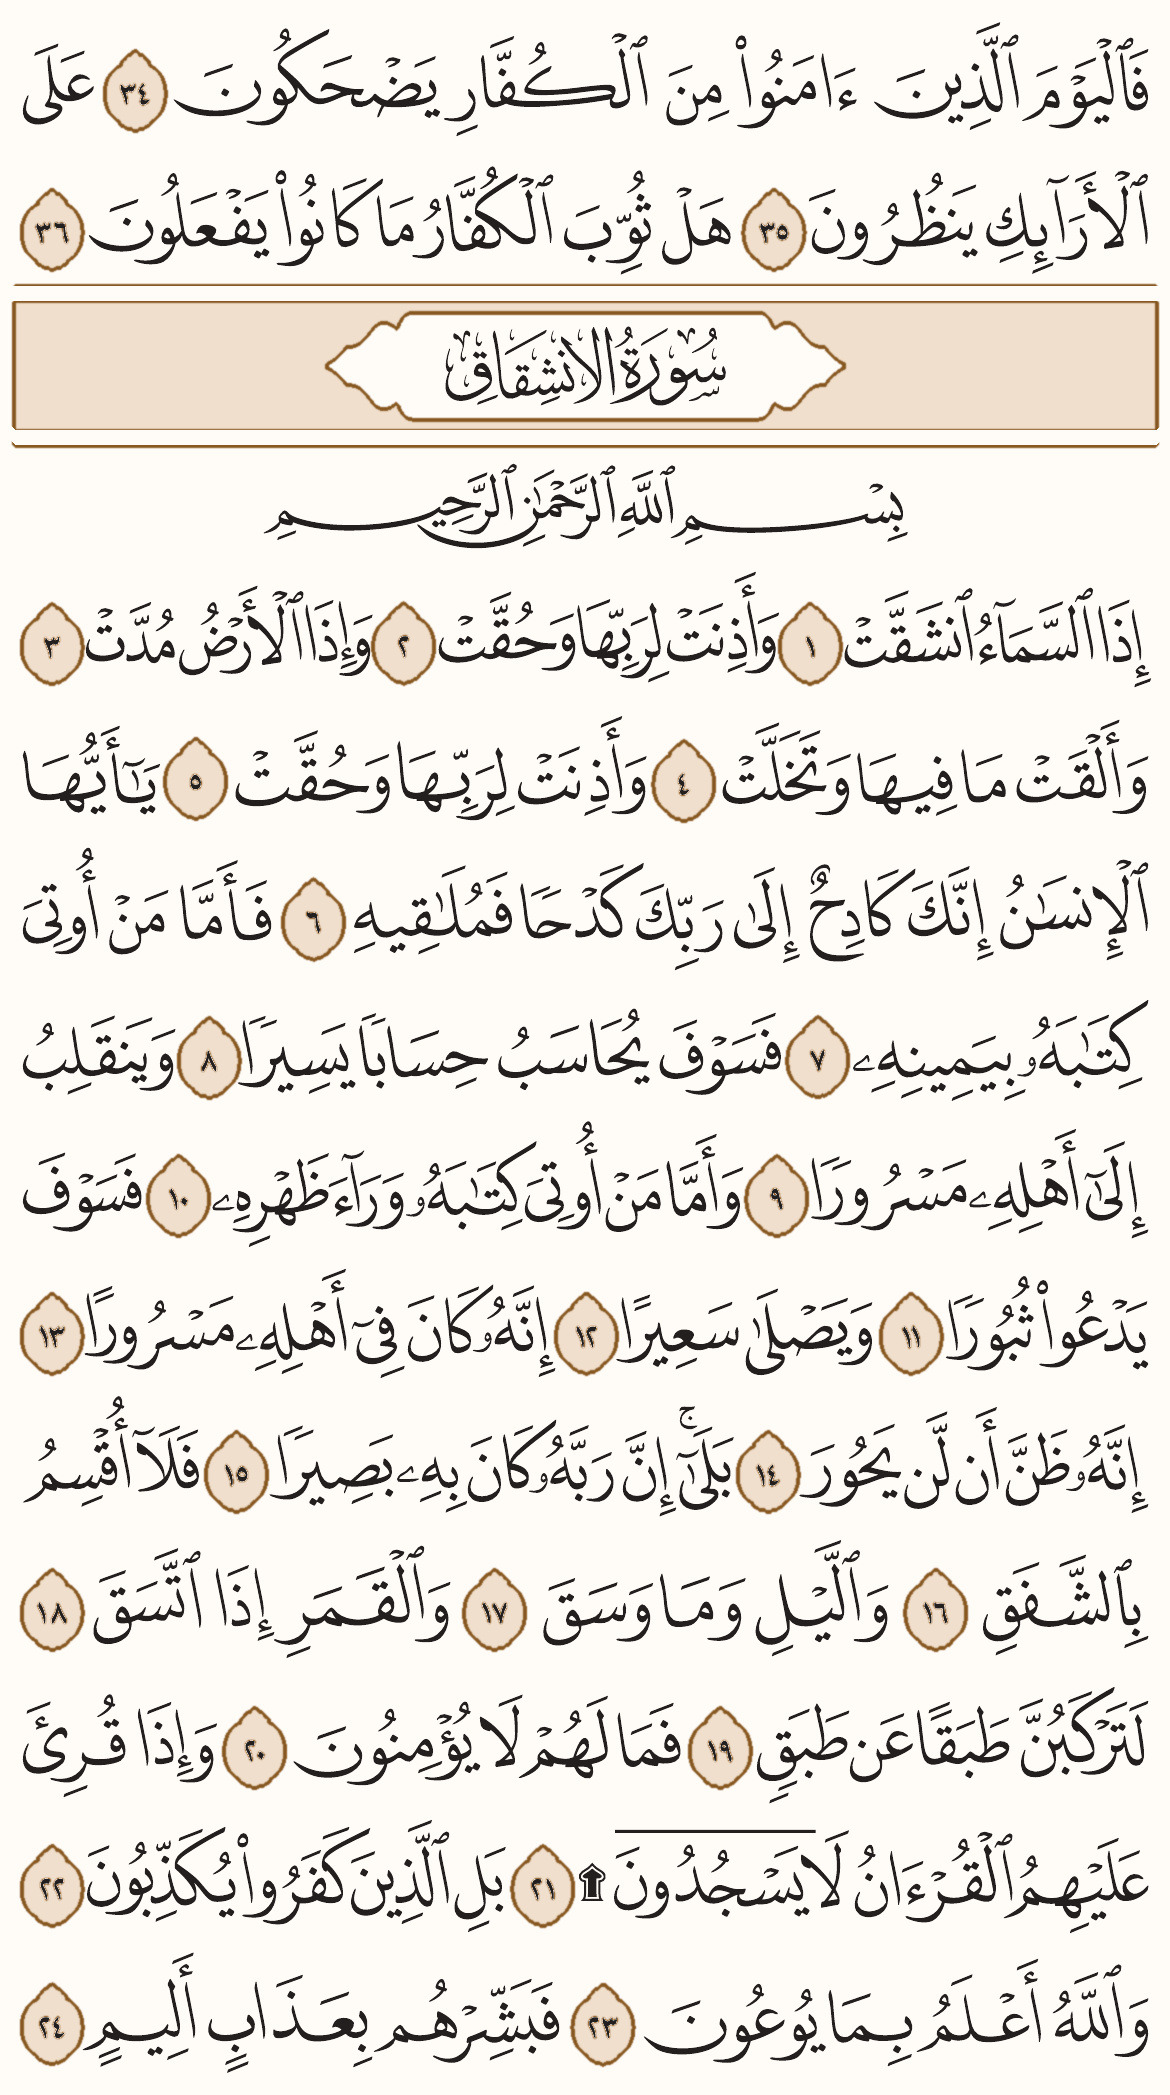 فَٱلۡيَوۡمَ ٱلَّذِينَ ءَامَنُواْ مِنَ ٱلۡكُفَّارِ يَضۡحَكُونَ ٣٤ عَلَى
ٱلۡأَرَآئِكِ يَنظُرُونَ ٣٥ هَلۡ ثُوِّبَ ٱلۡكُفَّارُ مَا كَانُواْ يَفۡعَلُونَ ٣٦
سُورَةُ الانشِقَاقِ
بِسۡمِ ٱللَّهِ ٱلرَّحۡمَٰنِ ٱلرَّحِيمِ
إِذَا ٱلسَّمَآءُ ٱنشَقَّتۡ ١ وَأَذِنَتۡ لِرَبِّهَا وَحُقَّتۡ ٢ وَإِذَا ٱلۡأَرۡضُ مُدَّتۡ ٣
وَأَلۡقَتۡ مَا فِيهَا وَتَخَلَّتۡ ٤ وَأَذِنَتۡ لِرَبِّهَا وَحُقَّتۡ ٥ يَٰٓأَيُّهَا
ٱلۡإِنسَٰنُ إِنَّكَ كَادِحٌ إِلَىٰ رَبِّكَ كَدۡحٗا فَمُلَٰقِيهِ ٦ فَأَمَّا مَنۡ أُوتِيَ
كِتَٰبَهُۥ بِيَمِينِهِۦ ٧ فَسَوۡفَ يُحَاسَبُ حِسَابٗا يَسِيرٗا ٨ وَيَنقَلِبُ
إِلَىٰٓ أَهۡلِهِۦ مَسۡرُورٗا ٩ وَأَمَّا مَنۡ أُوتِيَ كِتَٰبَهُۥ وَرَآءَ ظَهۡرِهِۦ ١٠ فَسَوۡفَ
يَدۡعُواْ ثُبُورٗا ١١ وَيَصۡلَىٰ سَعِيرًا ١٢ إِنَّهُۥ كَانَ فِيٓ أَهۡلِهِۦ مَسۡرُورًا ١٣
إِنَّهُۥ ظَنَّ أَن لَّن يَحُورَ ١٤ بَلَىٰٓۚ إِنَّ رَبَّهُۥ كَانَ بِهِۦ بَصِيرٗا ١٥ فَلَآ أُقۡسِمُ
بِٱلشَّفَقِ ١٦ وَٱلَّيۡلِ وَمَا وَسَقَ ١٧ وَٱلۡقَمَرِ إِذَا ٱتَّسَقَ ١٨
لَتَرۡكَبُنَّ طَبَقًا عَن طَبَقٖ ١٩ فَمَا لَهُمۡ لَا يُؤۡمِنُونَ ٢٠ وَإِذَا قُرِئَ
عَلَيۡهِمُ ٱلۡقُرۡءَانُ لَا يَسۡجُدُونَ۩ ٢١ بَلِ ٱلَّذِينَ كَفَرُواْ يُكَذِّبُونَ ٢٢
وَٱللَّهُ أَعۡلَمُ بِمَا يُوعُونَ ٢٣ فَبَشِّرۡهُم بِعَذَابٍ أَلِيمٍ ٢٤